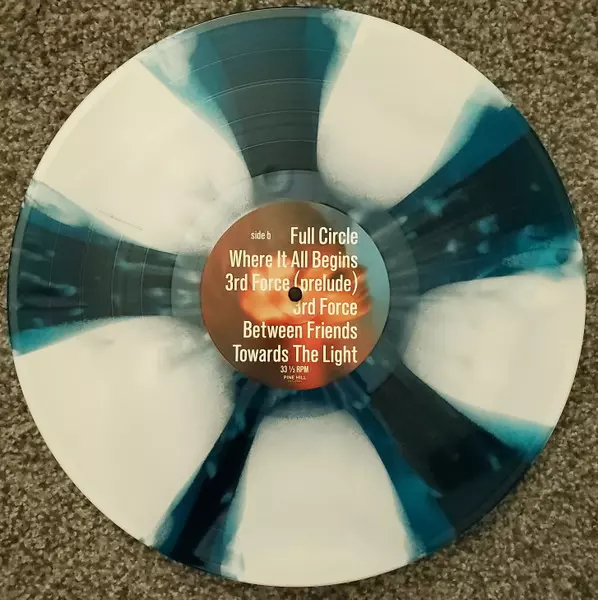 side b Full Circle
Where It All Begins
3rd Force (prelude)
3rd Force
Between Friends
Towards The Light
33 ⅓ RPM
PINE HILL